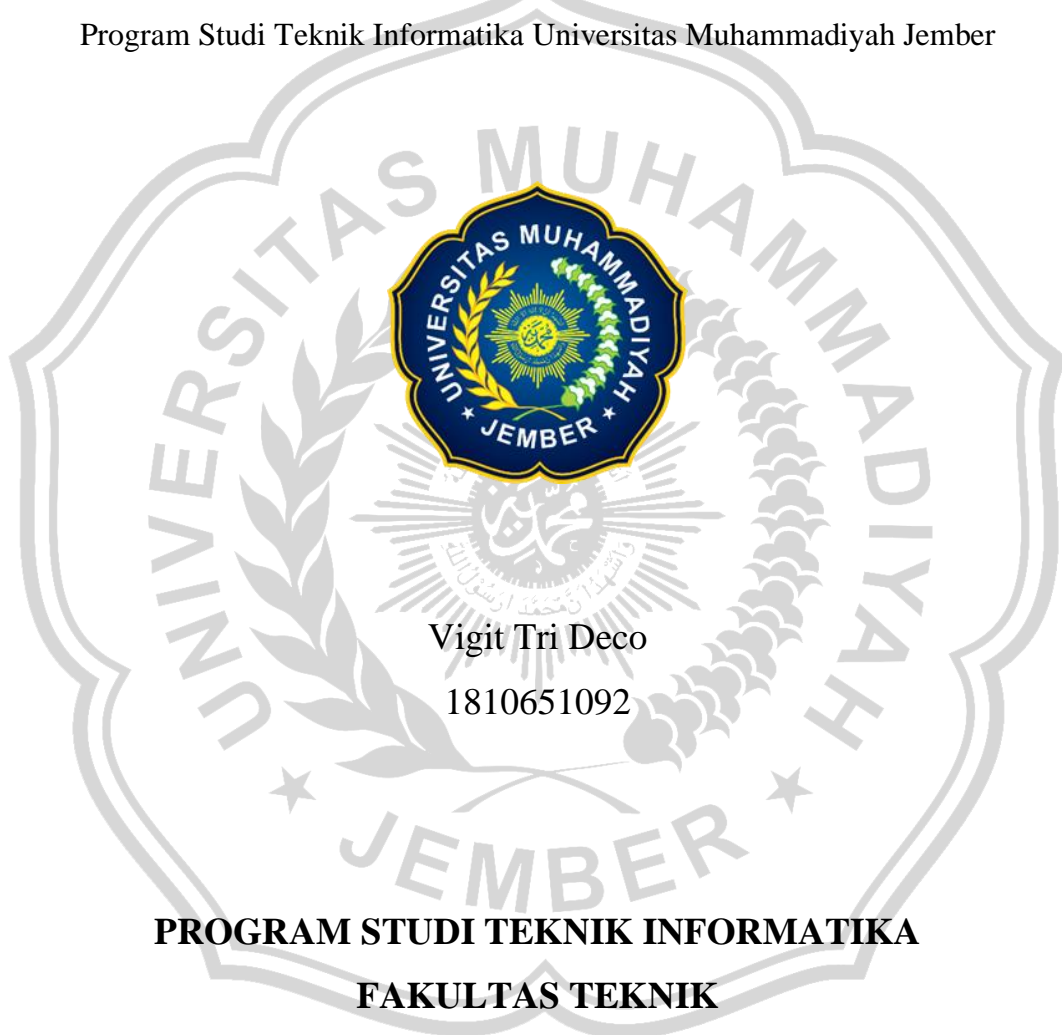 Program Studi Teknik Informatika Universitas Muhammadiyah Jember
UNIVERSITAS MUHAMMADIYAH
* JEMBER *
UNIVERSITAS MUHAMMADIYAH
* JEMBER *
Vigit Tri Deco
1810651092
PROGRAM STUDI TEKNIK INFORMATIKA
FAKULTAS TEKNIK